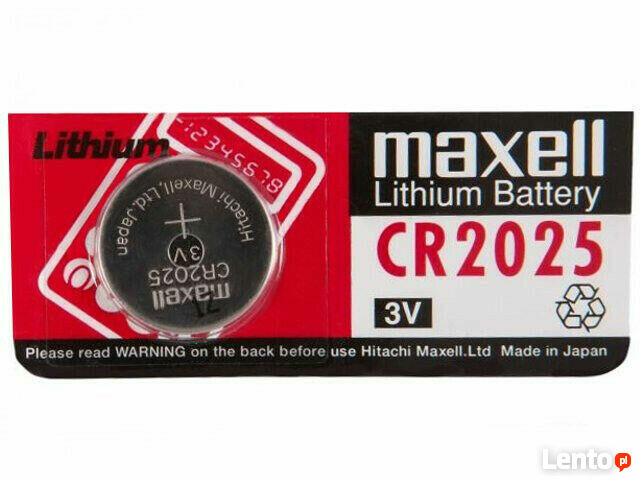 Lithium
maxell
Lithium Battery
CR2025
3V
Hitachi Maxell, Ltd.Japan
+
3V
CR2025
maxell
Please read WARNING on the back before use Hitachi Maxell.Ltd Made in Japan
Lento pl